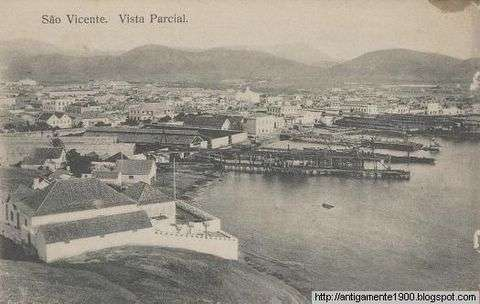 São Vicente. Vista Parcial.
http://antigamente1900.blogspot.com